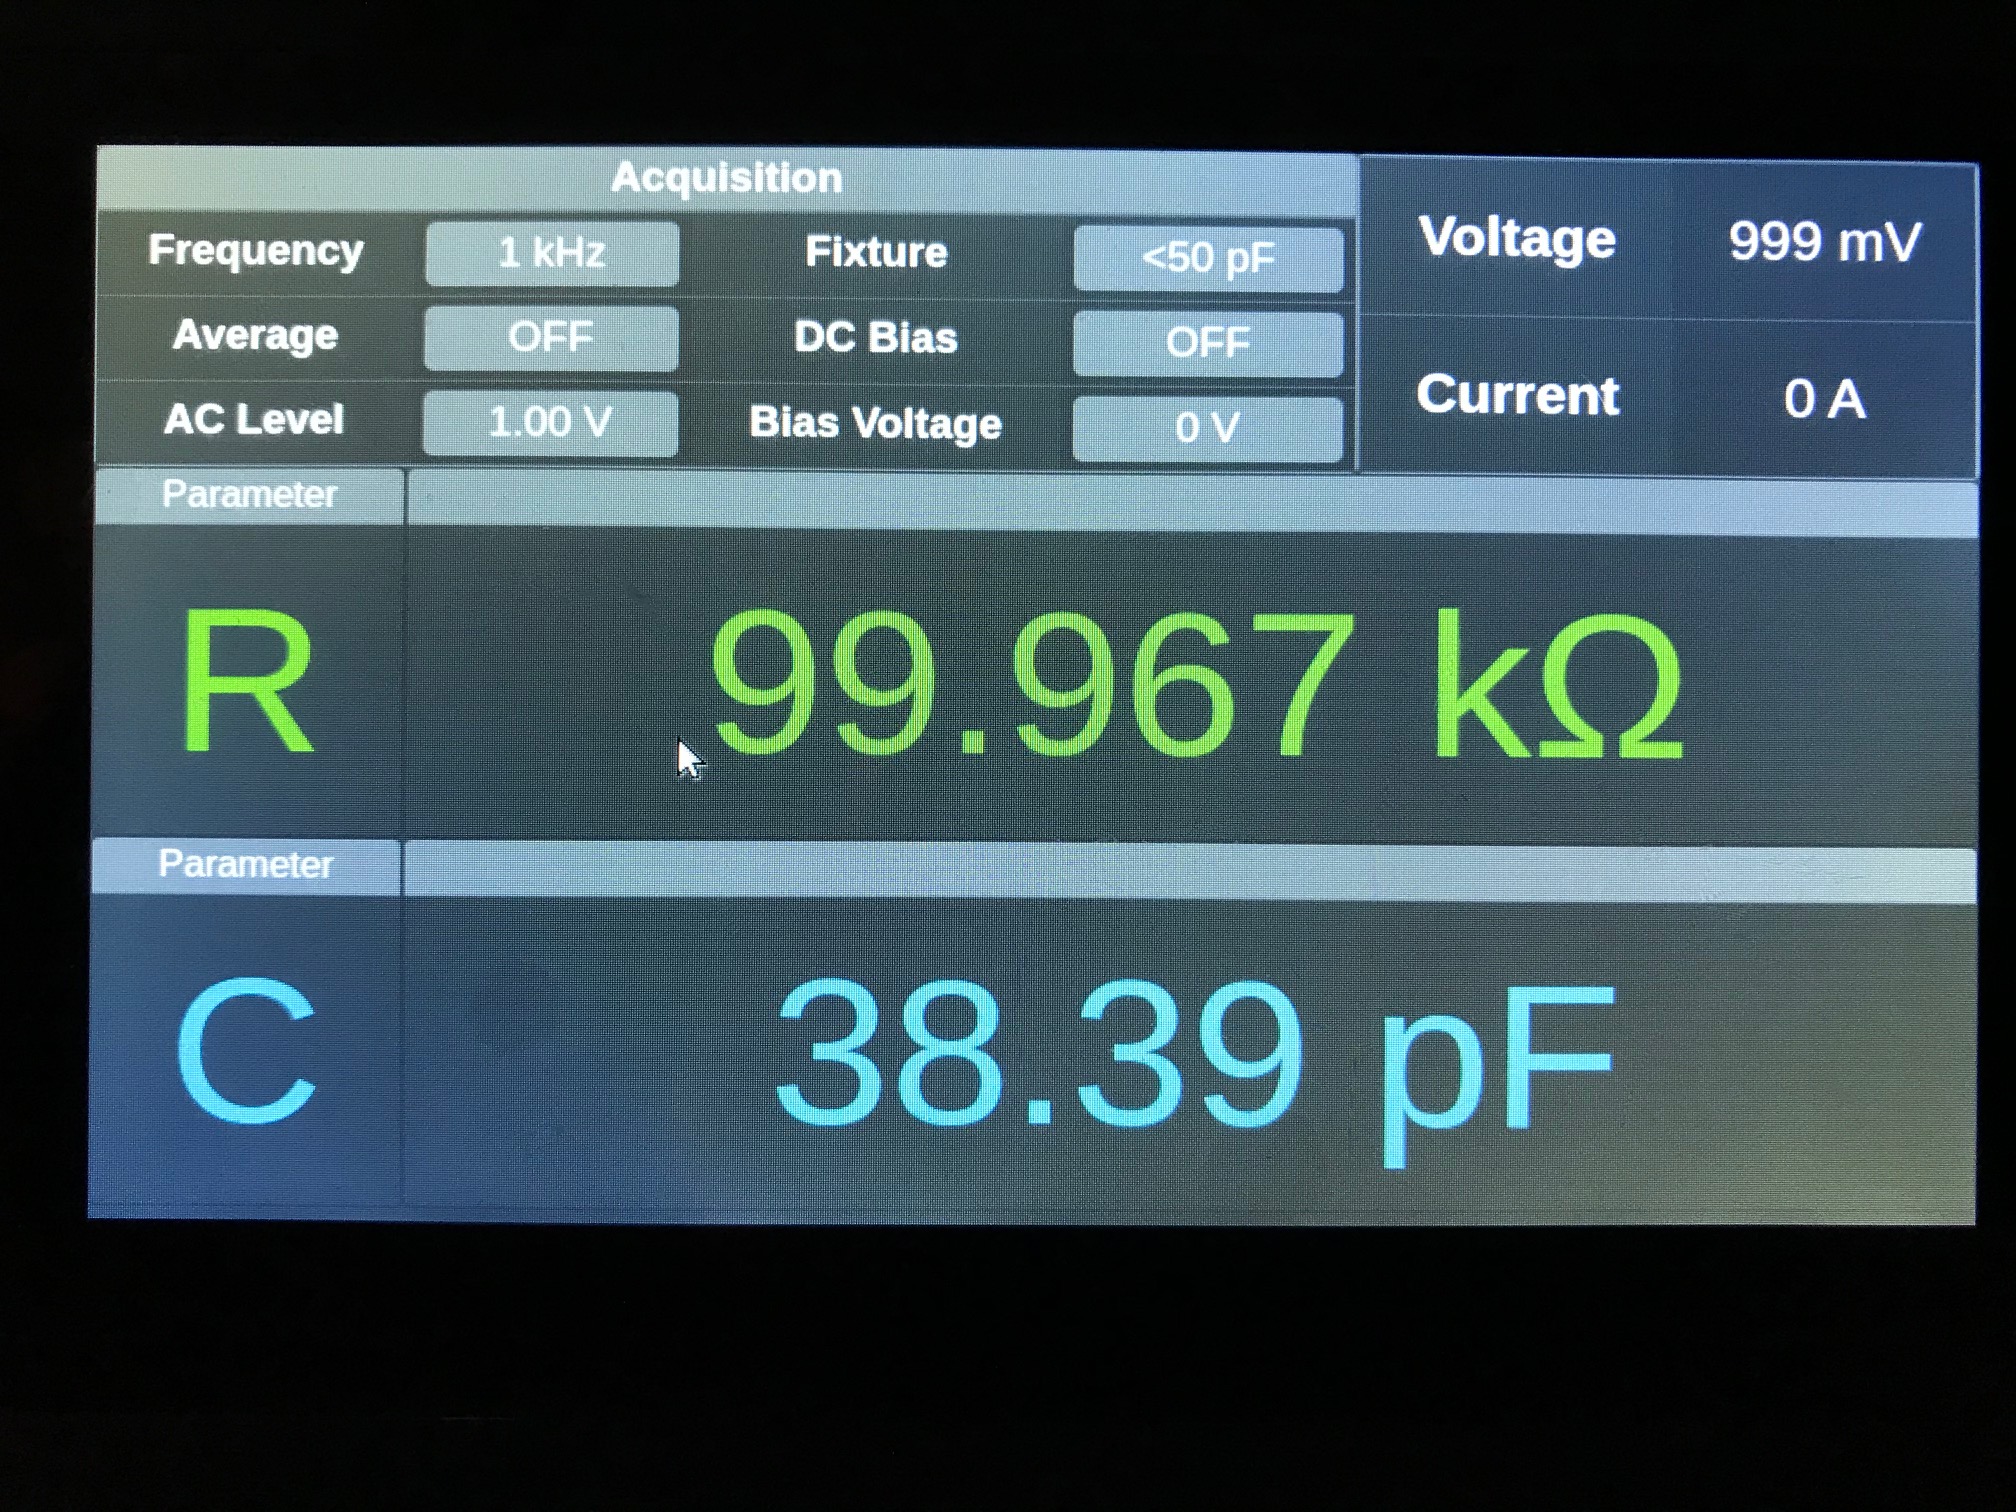 Acquisition
Frequency 1 kHz Fixture <50 pF Voltage 999 mV
Average OFF DC Bias OFF
AC Level 1.00 V Bias Voltage 0 V Current 0 A
Parameter
R 99.967 kΩ
Parameter
C 38.39 pF